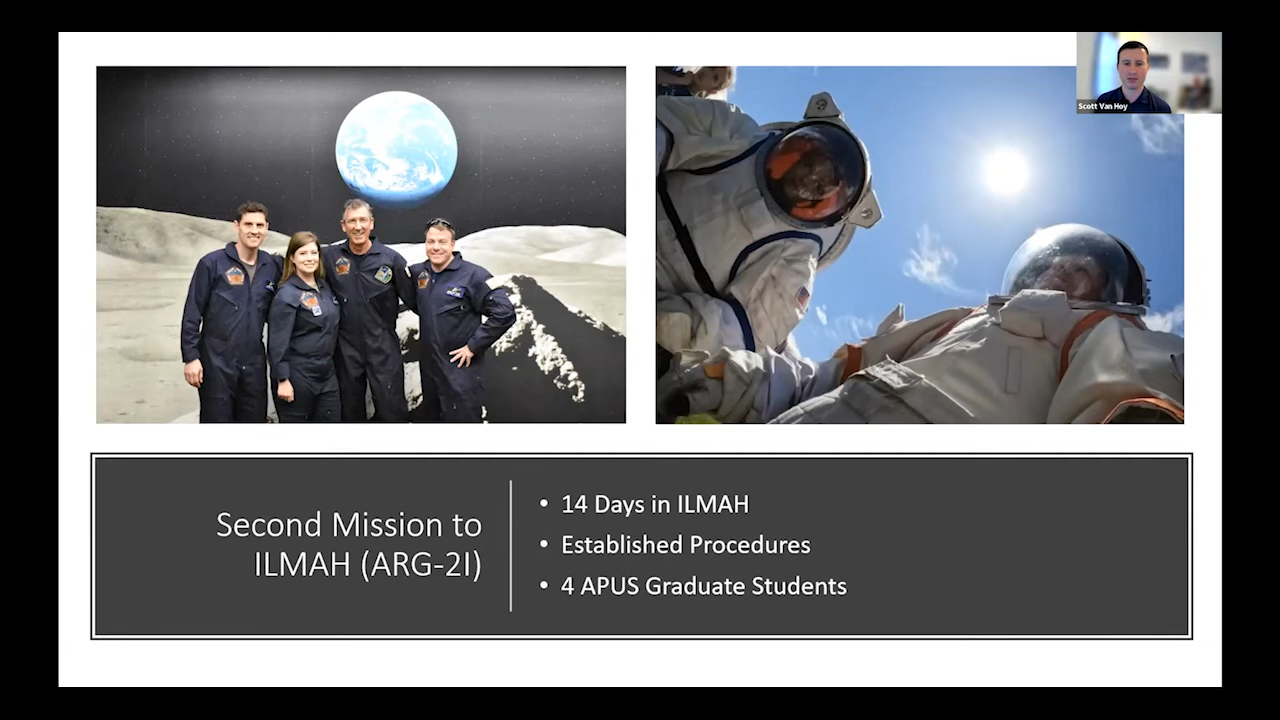 Scott Van Hoy
Second Mission to
ILMAH (ARG-2I)
• 14 Days in ILMAH
• Established Procedures
• 4 APUS Graduate Students